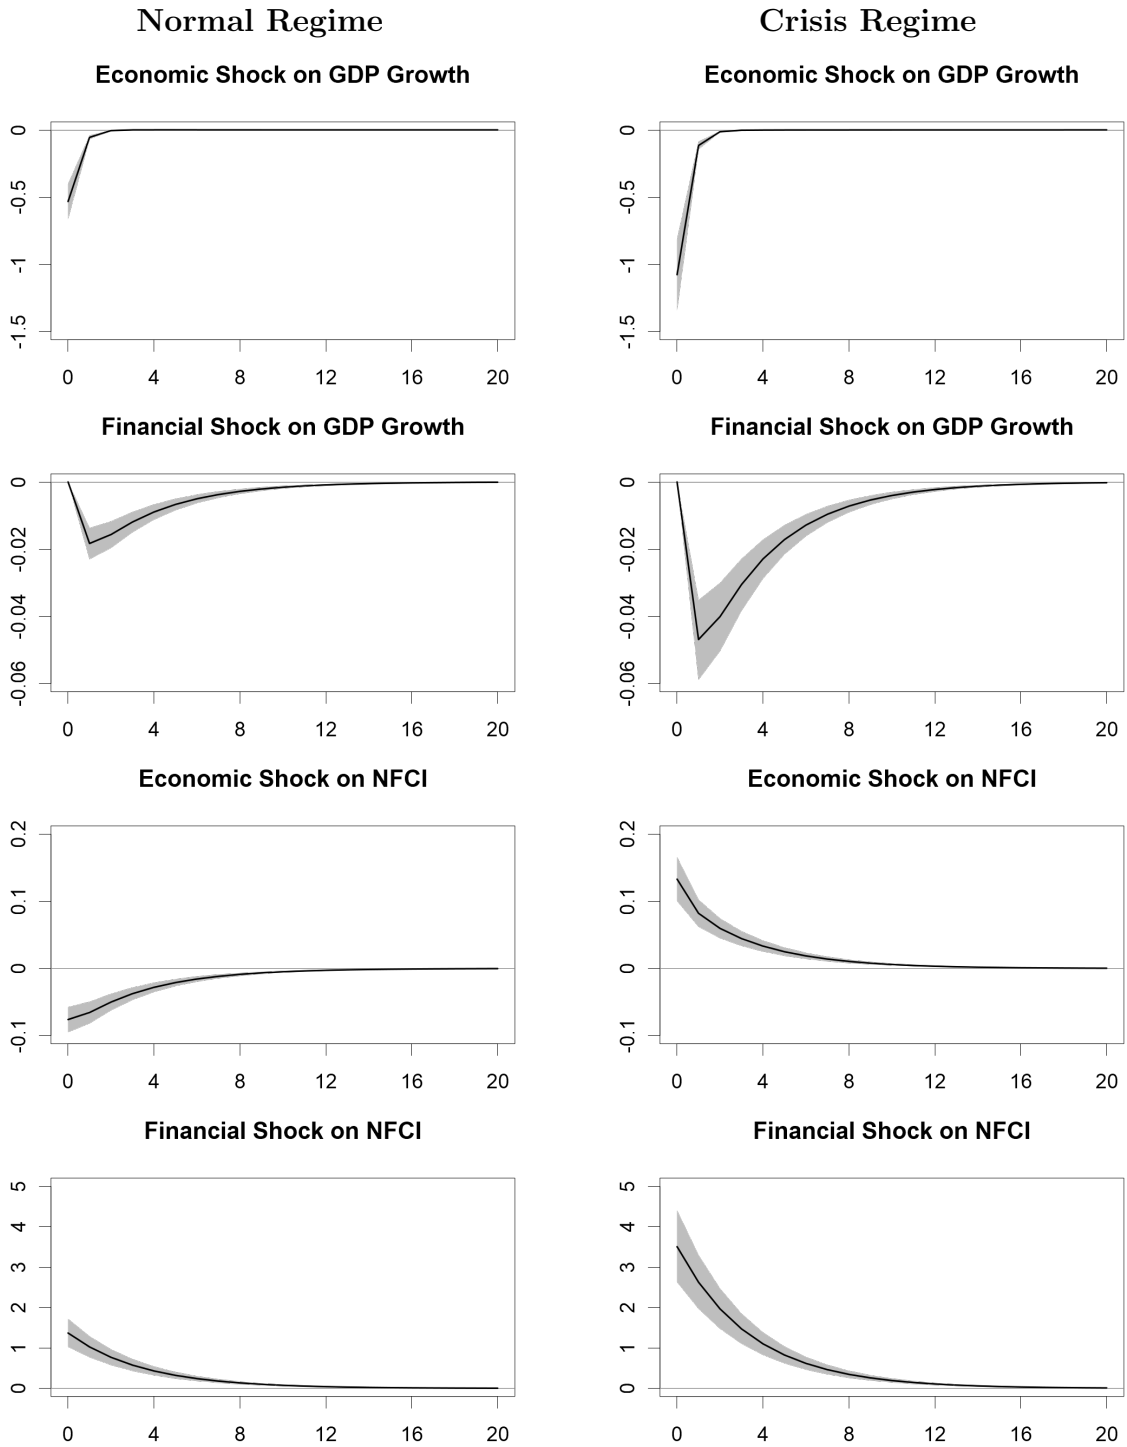 Normal Regime
Crisis Regime
Economic Shock on GDP Growth
0
-0.5
-1
-1.5
0 4 8 12 16 20
Economic Shock on GDP Growth
0
-0.5
-1
-1.5
0 4 8 12 16 20
Financial Shock on GDP Growth
0
-0.02
-0.04
-0.06
0 4 8 12 16 20
Financial Shock on GDP Growth
0
-0.02
-0.04
-0.06
0 4 8 12 16 20
Economic Shock on NFCI
0.2
0.1
0
-0.1
0 4 8 12 16 20
Economic Shock on NFCI
0.2
0.1
0
-0.1
0 4 8 12 16 20
Financial Shock on NFCI
5
4
3
2
1
0
0 4 8 12 16 20
Financial Shock on NFCI
5
4
3
2
1
0
0 4 8 12 16 20